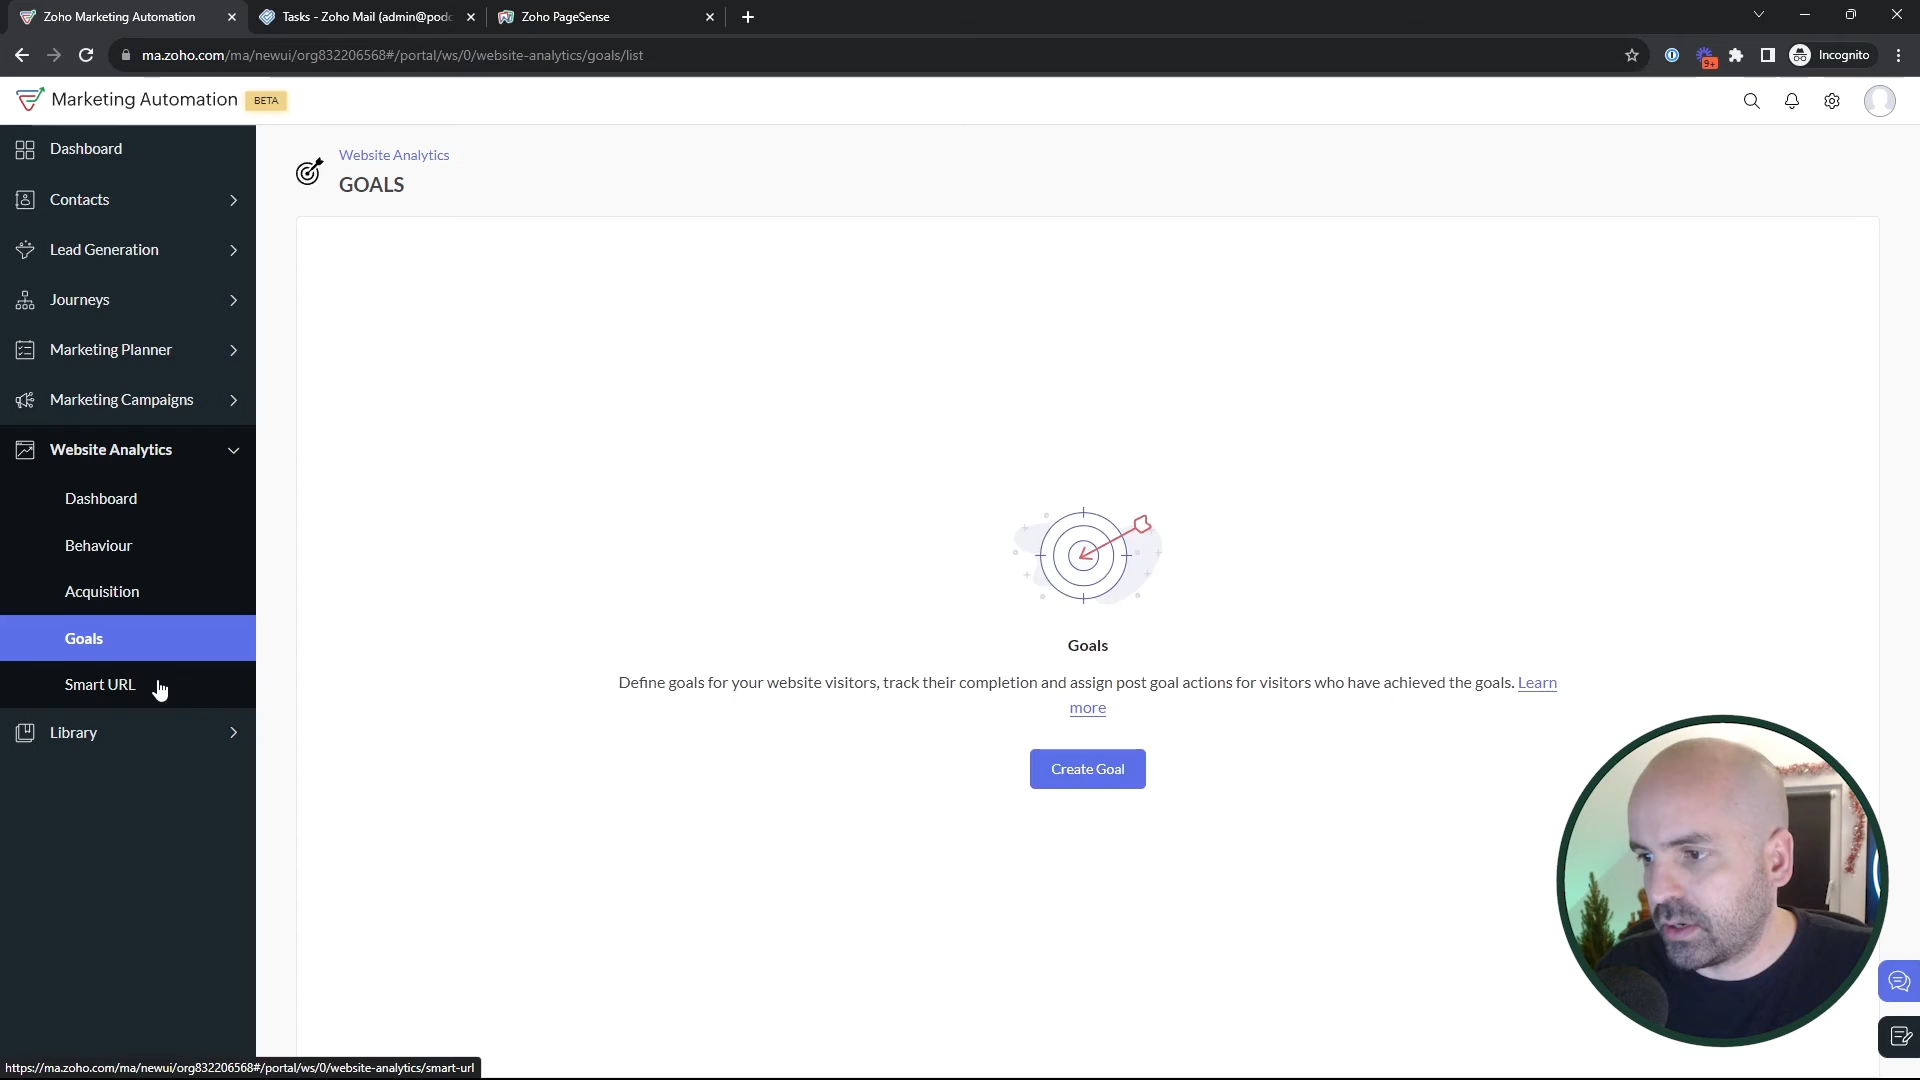 Zoho Marketing Automation
Tasks - Zoho Mail (admin@podc
Zoho PageSense
ma.zoho.com/ma/newui/org832206568#/portal/ws/0/website-analytics/goals/list
9+
Incognito
Marketing Automation BETA
Dashboard
Contacts
Lead Generation
Journeys
Marketing Planner
Marketing Campaigns
Website Analytics
Dashboard
Behaviour
Acquisition
Goals
Smart URL
Library
Website Analytics
GOALS
Goals
Define goals for your website visitors, track their completion and assign post goal actions for visitors who have achieved the goals. Learn
more
Create Goal
https://ma.zoho.com/ma/newui/org832206568#/portal/ws/0/website-analytics/smart-url